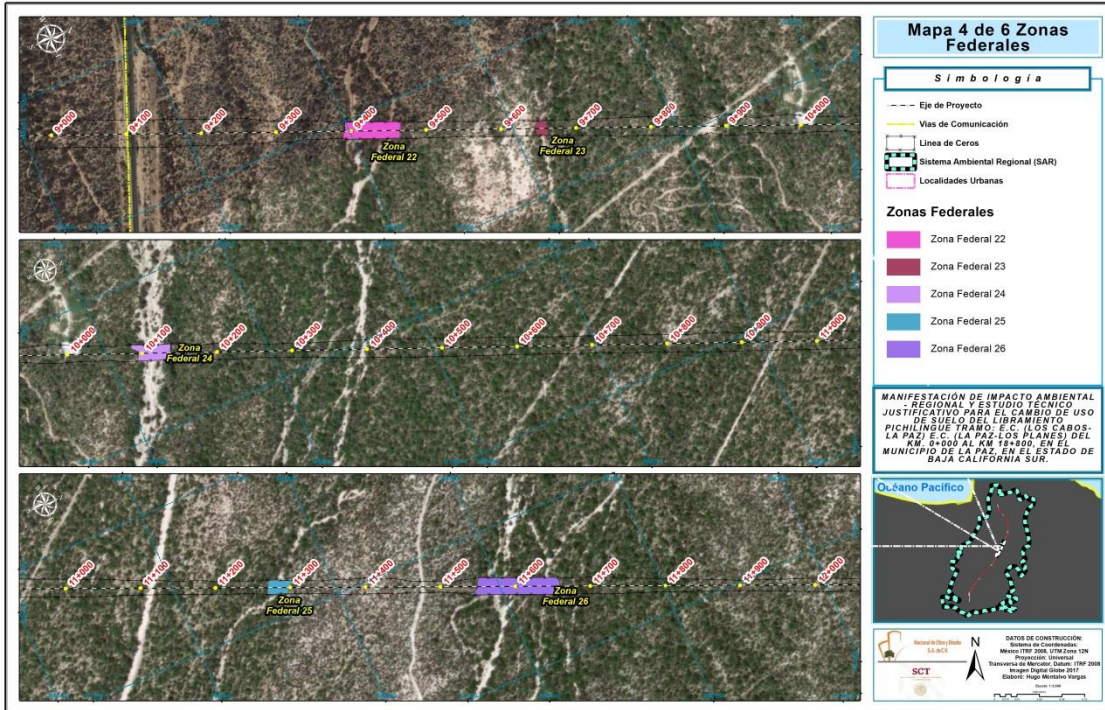 9+000
9+100
9+200
9+300
9+400
9+500
9+600
9+700
9+800
9+900
10+000
Zona
Federal 22
Zona
Federal 23
10+000
10+100
10+200
10+300
10+400
10+500
10+600
10+700
10+800
10+900
11+000
Zona
Federal 24
11+000
11+100
11+200
11+300
11+400
11+500
11+600
11+700
11+800
11+900
12+000
Zona
Federal 25
Zona
Federal 26
Mapa 4 de 6 Zonas
Federales
Simbología
Eje de Proyecto
Vias de Comunicación
Linea de Ceros
Sistema Ambiental Regional (SAR)
Localidades Urbanas
Zonas Federales
Zona Federal 22
Zona Federal 23
Zona Federal 24
Zona Federal 25
Zona Federal 26
MANIFESTACIÓN DE IMPACTO AMBIENTAL
- REGIONAL Y ESTUDIO TÉCNICO
JUSTIFICATIVO PARA EL CAMBIO DE USO
DE SUELO DEL LIBRAMIENTO
PICHILINGUE TRAMO: E.C. (LOS CABOS-
LA PAZ) E.C. (LA PAZ-LOS PLANES) DEL
KM. 0+000 AL KM 18+800, EN EL
MUNICIPIO DE LA PAZ, EN EL ESTADO DE
BAJA CALIFORNIA SUR.
Océano Pacífico
S.A. de C.V.
SCT
N
DATOS DE CONSTRUCCIÓN:
Sistema de Coordenadas:
México ITRF 2008, UTM Zona 12N
Proyección: Universal
Transversa de Mercator, Datum: ITRF 2008
Imagen Digital Globe 2017
Elaboró: Hugo Montalvo Vargas